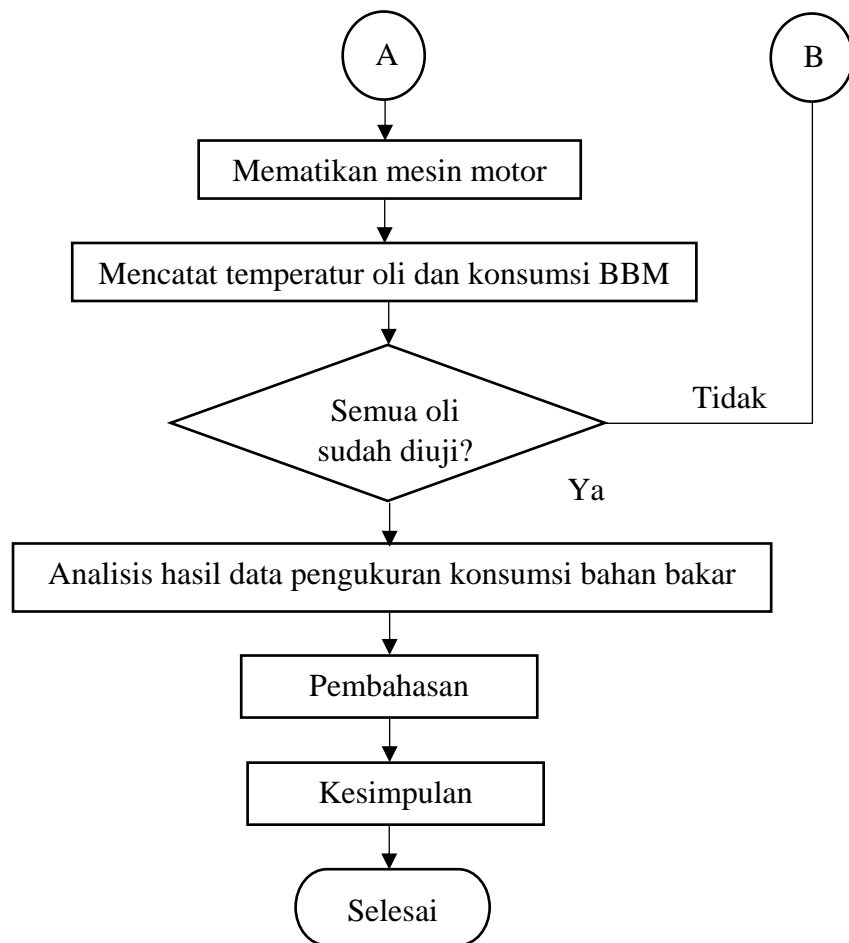 A
B
Mematikan mesin motor
Mencatat temperatur oli dan konsumsi BBM
Semua oli
sudah diuji?
Tidak
Ya
Analisis hasil data pengukuran konsumsi bahan bakar
Pembahasan
Kesimpulan
Selesai